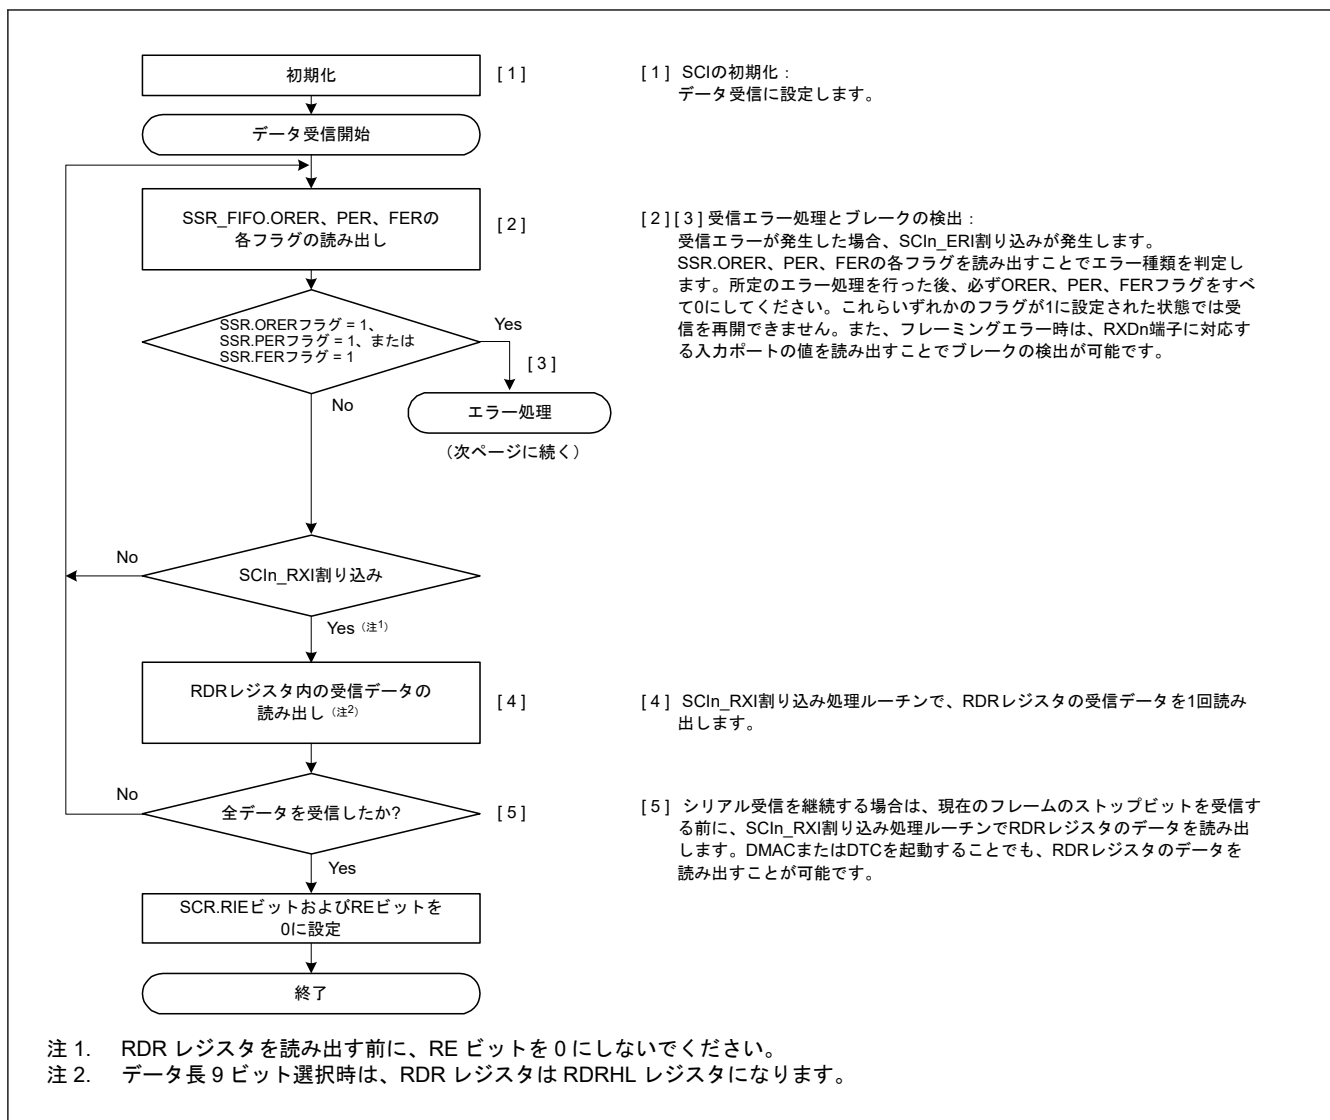 初期化
[ 1 ]
[ 1 ] SCIの初期化：
データ受信に設定します。
データ受信開始
SSR_FIFO.ORER、PER、FERの
各フラグの読み出し
[ 2 ]
[ 2 ] [ 3 ] 受信エラー処理とブレークの検出：
受信エラーが発生した場合、SCIn_ERI割り込みが発生します。
SSR.ORER、PER、FERの各フラグを読み出すことでエラー種類を判定し
ます。所定のエラー処理を行った後、必ずORER、PER、FERフラグをすべ
て0にしてください。これらいずれかのフラグが1に設定された状態では受
信を再開できません。また、フレーミングエラー時は、RXDn端子に対応す
る入力ポートの値を読み出すことでブレークの検出が可能です。
SSR.ORERフラグ = 1、
SSR.PERフラグ = 1、または
SSR.FERフラグ = 1
Yes
[ 3 ]
No
エラー処理
（次ページに続く）
No
SCIn_RXI割り込み
Yes（注1）
RDRレジスタ内の受信データの
読み出し（注2）
[ 4 ]
[ 4 ] SCIn_RXI割り込み処理ルーチンで、RDRレジスタの受信データを1回読み
出します。
No
全データを受信したか?
[ 5 ]
[ 5 ] シリアル受信を継続する場合は、現在のフレームのストップビットを受信す
る前に、SCIn_RXI割り込み処理ルーチンでRDRレジスタのデータを読み出
します。DMACまたはDTCを起動することでも、RDRレジスタのデータを
読み出すことが可能です。
Yes
SCR.RIEビットおよびREビットを
0に設定
終了
注 1. RDR レジスタを読み出す前に、RE ビットを 0 にしないでください。
注 2. データ長 9 ビット選択時は、RDR レジスタは RDRHL レジスタになります。